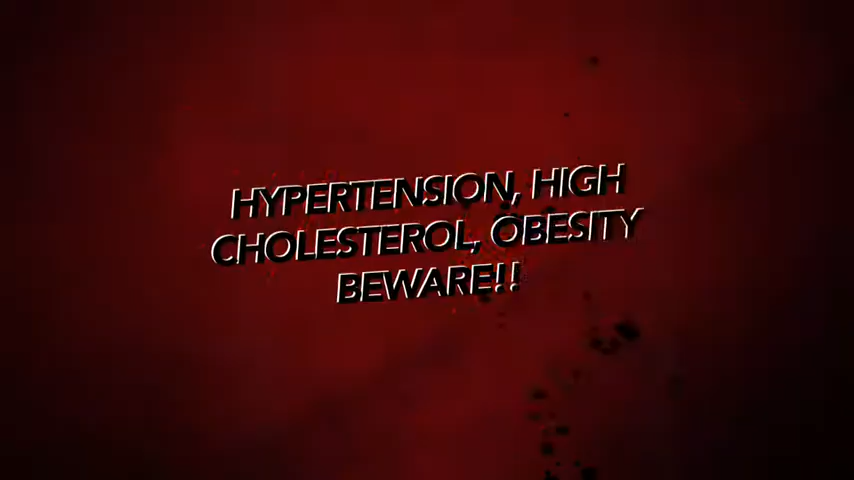 HYPERTENSION, HIGH
CHOLESTEROL, OBESITY
BEWARE!!